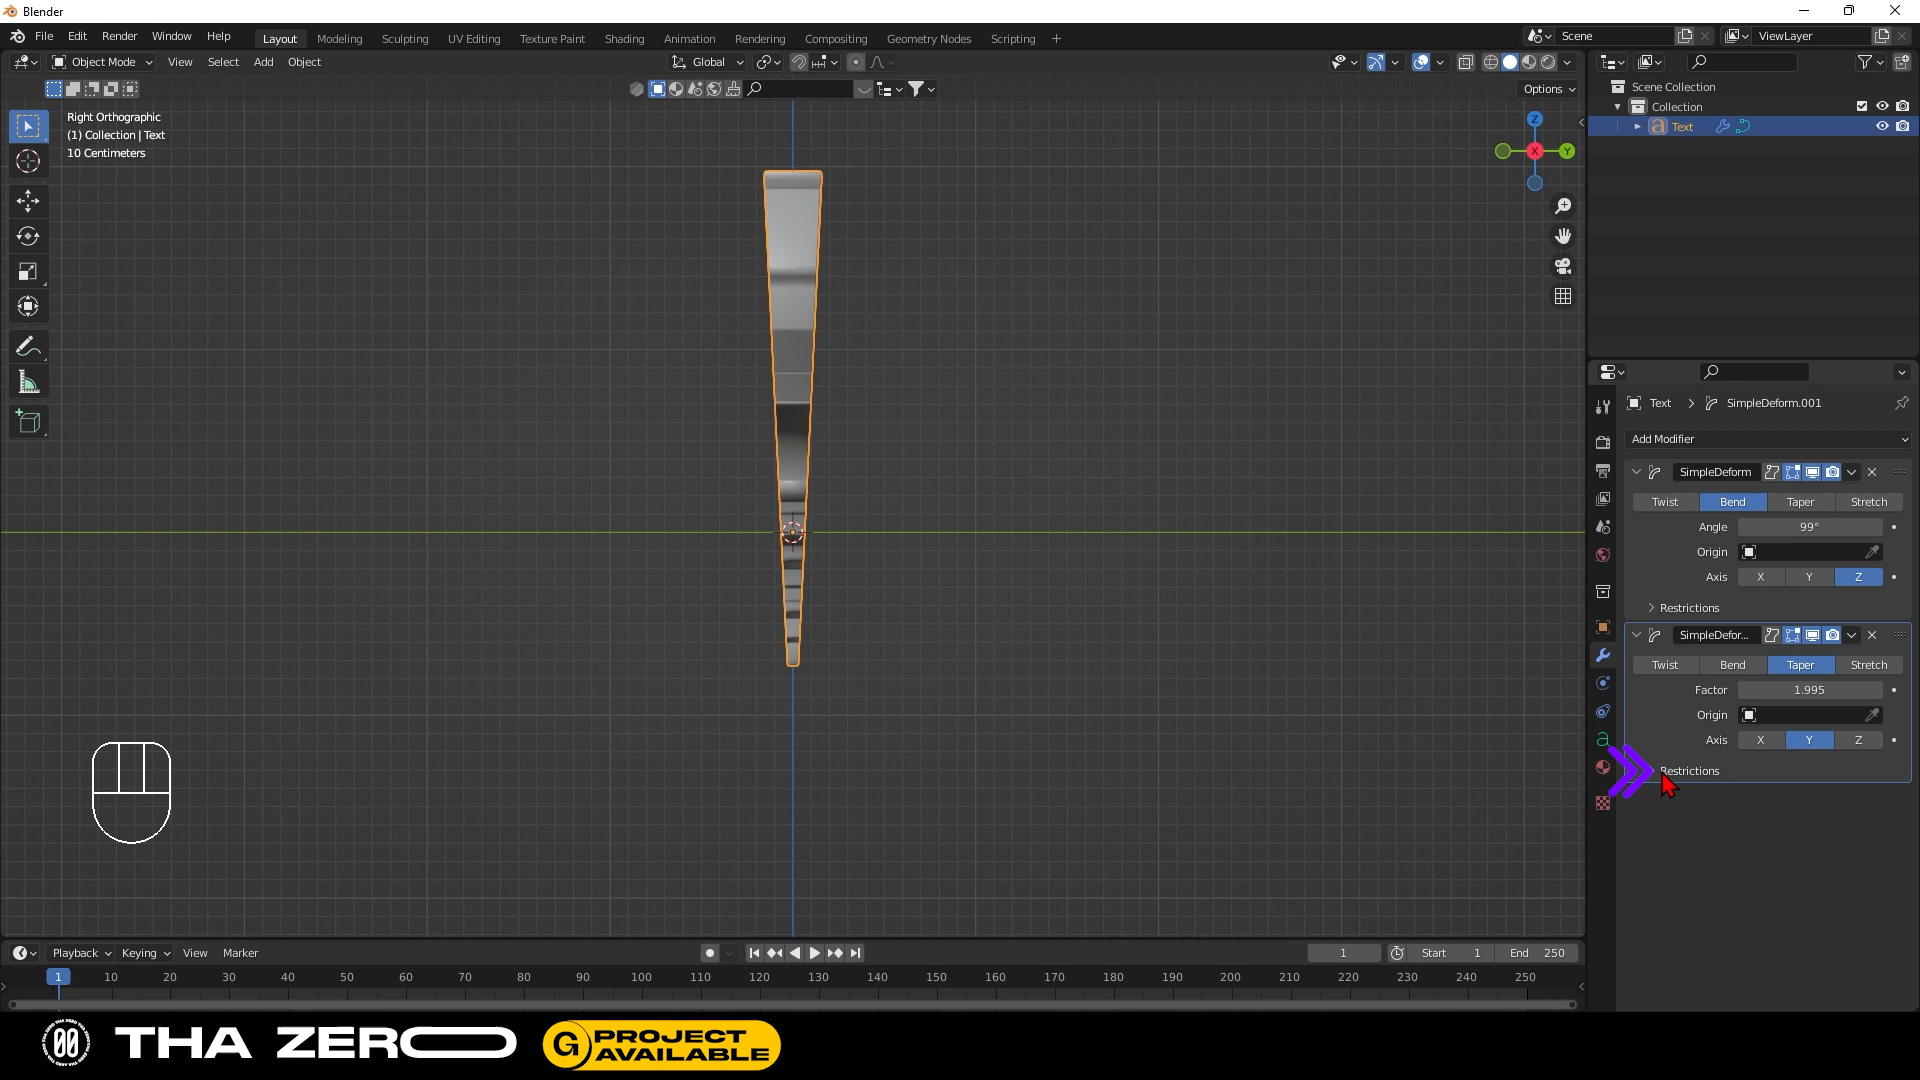 Blender
File Edit Render Window Help Layout Modeling Sculpting UV Editing Texture Paint Shading Animation Rendering Compositing Geometry Nodes Scripting + Scene ViewLayer
Object Mode View Select Add Object Global
Options
Right Orthographic
(1) Collection | Text
10 Centimeters
Z
X
Y
Scene Collection
Collection
Text
Text > SimpleDeform.001
Add Modifier
SimpleDeform
Twist Bend Taper Stretch
Angle 99°
Origin
Axis X Y Z
Restrictions
SimpleDefor...
Twist Bend Taper Stretch
Factor 1.995
Origin
Axis X Y Z
Restrictions
Playback Keying View Marker 1 Start 1 End 250
1 10 20 30 40 50 60 70 80 90 100 110 120 130 140 150 160 170 180 190 200 210 220 230 240 250
THA ZERO
G PROJECT
AVAILABLE